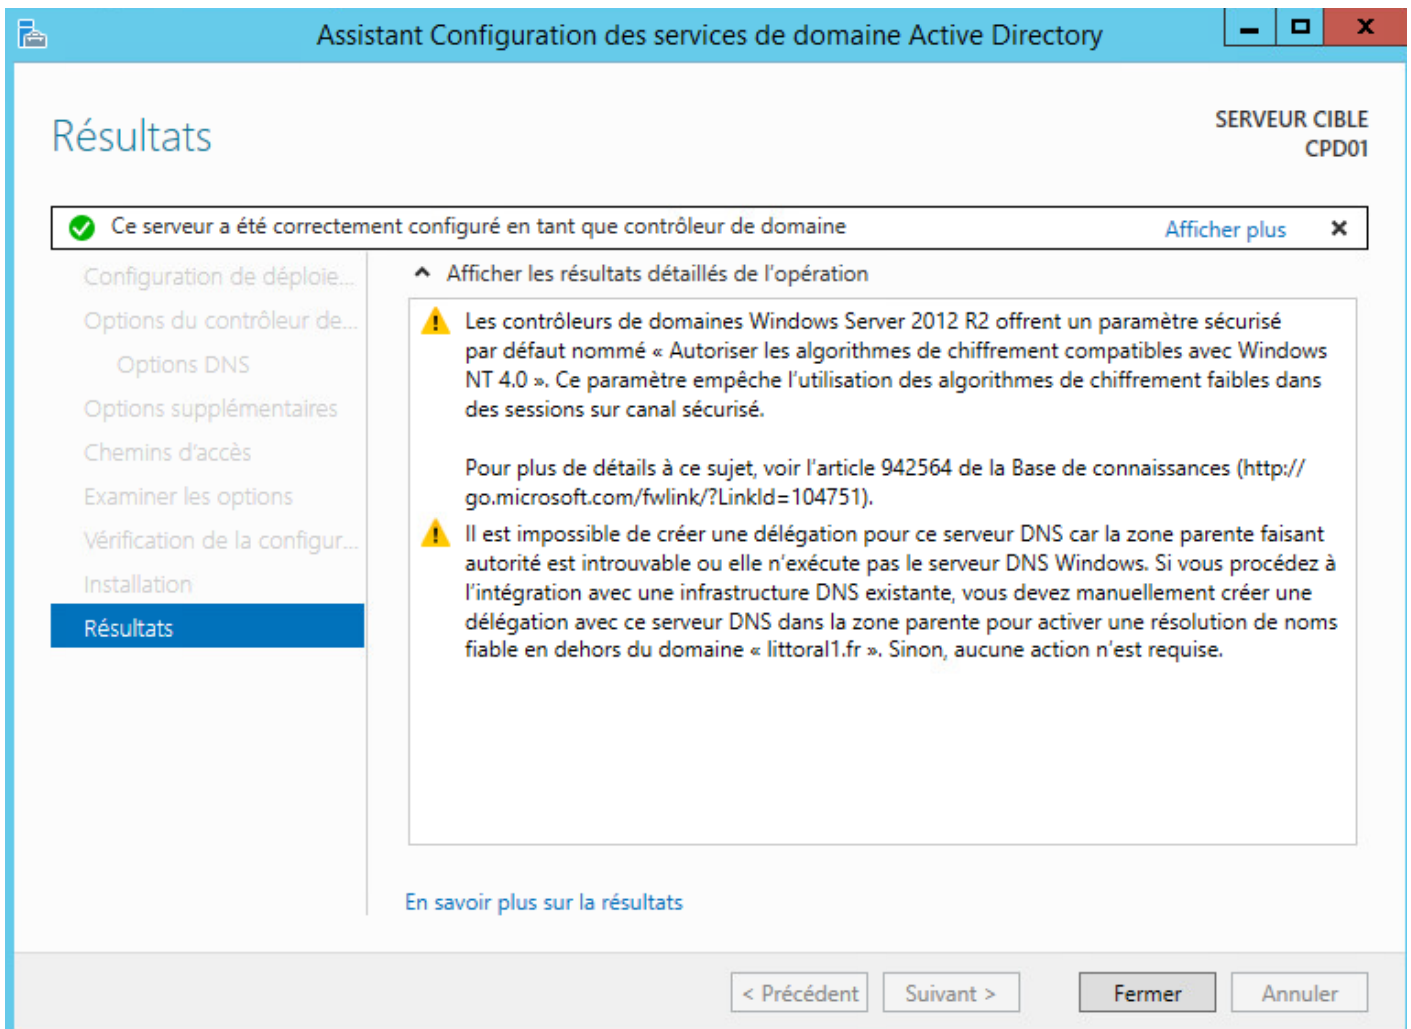 Assistant Configuration des services de domaine Active Directory
Résultats
SERVEUR CIBLE
CPD01
Ce serveur a été correctement configuré en tant que contrôleur de domaine
Afficher plus
Configuration de déploie...
Afficher les résultats détaillés de l'opération
Options du contrôleur de...
Options DNS
Options supplémentaires
Chemins d'accès
Examiner les options
Vérification de la configur...
Installation
Résultats
Les contrôleurs de domaines Windows Server 2012 R2 offrent un paramètre sécurisé
par défaut nommé « Autoriser les algorithmes de chiffrement compatibles avec Windows
NT 4.0 ». Ce paramètre empêche l'utilisation des algorithmes de chiffrement faibles dans
des sessions sur canal sécurisé.
Pour plus de détails à ce sujet, voir l'article 942564 de la Base de connaissances (http://
go.microsoft.com/fwlink/?LinkId=104751).
Il est impossible de créer une délégation pour ce serveur DNS car la zone parente faisant
autorité est introuvable ou elle n'exécute pas le serveur DNS Windows. Si vous procédez à
l'intégration avec une infrastructure DNS existante, vous devez manuellement créer une
délégation avec ce serveur DNS dans la zone parente pour activer une résolution de noms
fiable en dehors du domaine « littoral1.fr ». Sinon, aucune action n'est requise.
En savoir plus sur la résultats
< Précédent
Suivant >
Fermer
Annuler